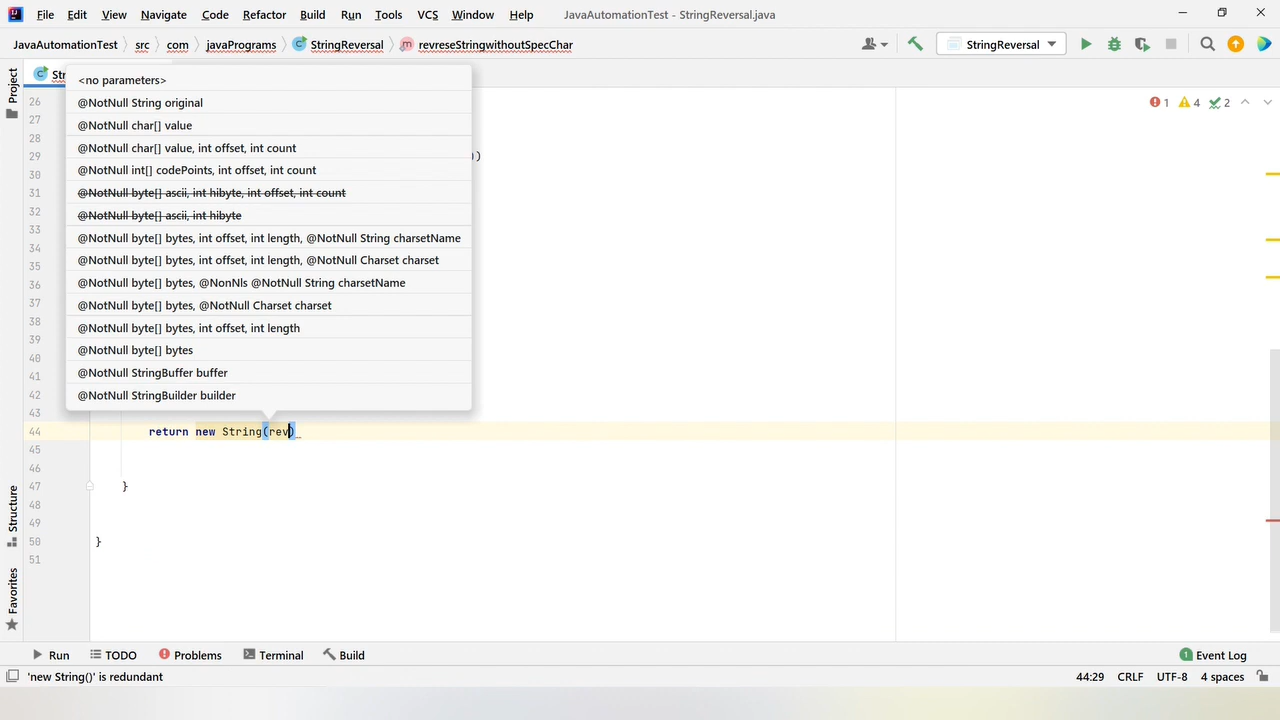 File Edit View Navigate Code Refactor Build Run Tools VCS Window Help JavaAutomationTest - StringReversal.java
JavaAutomationTest src com javaPrograms StringReversal revreseStringwithoutSpecChar StringReversal
Project
Str
<no parameters>
@NotNull String original
@NotNull char[] value
@NotNull char[] value, int offset, int count
@NotNull int[] codePoints, int offset, int count
@NotNull byte[] ascii, int hibyte, int offset, int count
@NotNull byte[] ascii, int hibyte
@NotNull byte[] bytes, int offset, int length, @NotNull String charsetName
@NotNull byte[] bytes, int offset, int length, @NotNull Charset charset
@NotNull byte[] bytes, @NonNls @NotNull String charsetName
@NotNull byte[] bytes, @NotNull Charset charset
@NotNull byte[] bytes, int offset, int length
@NotNull byte[] bytes
@NotNull StringBuffer buffer
@NotNull StringBuilder builder
1 4 2
26
27
28
29 )
30
31
32
33
34
35
36
37
38
39
40
41
42
43
44 return new String(rev)
45
46
47 }
48
49
50 }
51
Structure
Favorites
Run TODO Problems Terminal Build 1 Event Log
'new String()' is redundant 44:29 CRLF UTF-8 4 spaces